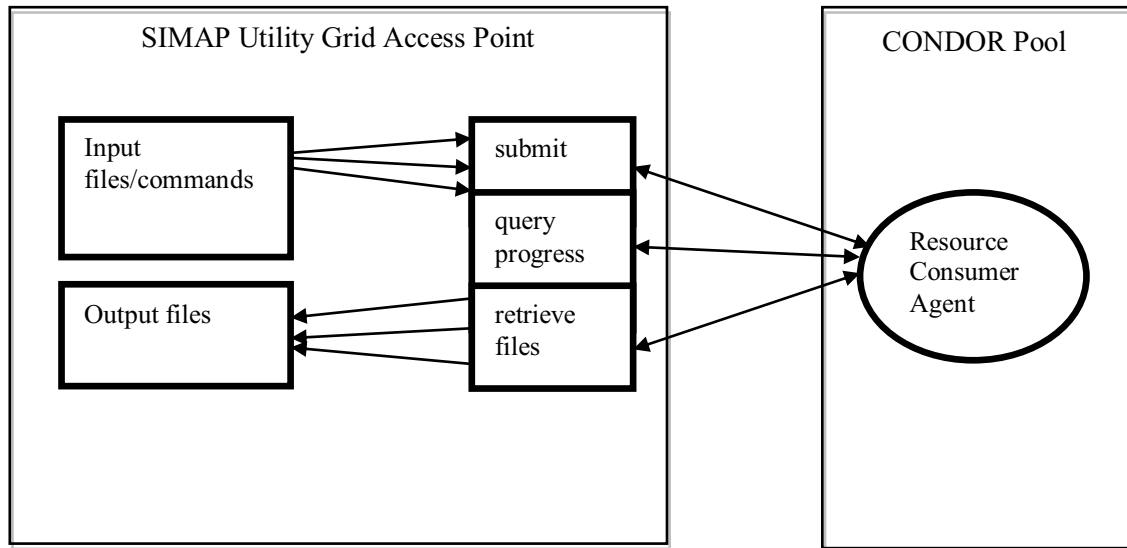 SIMAP Utility Grid Access Point
CONDOR Pool
Input
files/commands
submit
query
progress
Output files
retrieve
files
Resource
Consumer
Agent